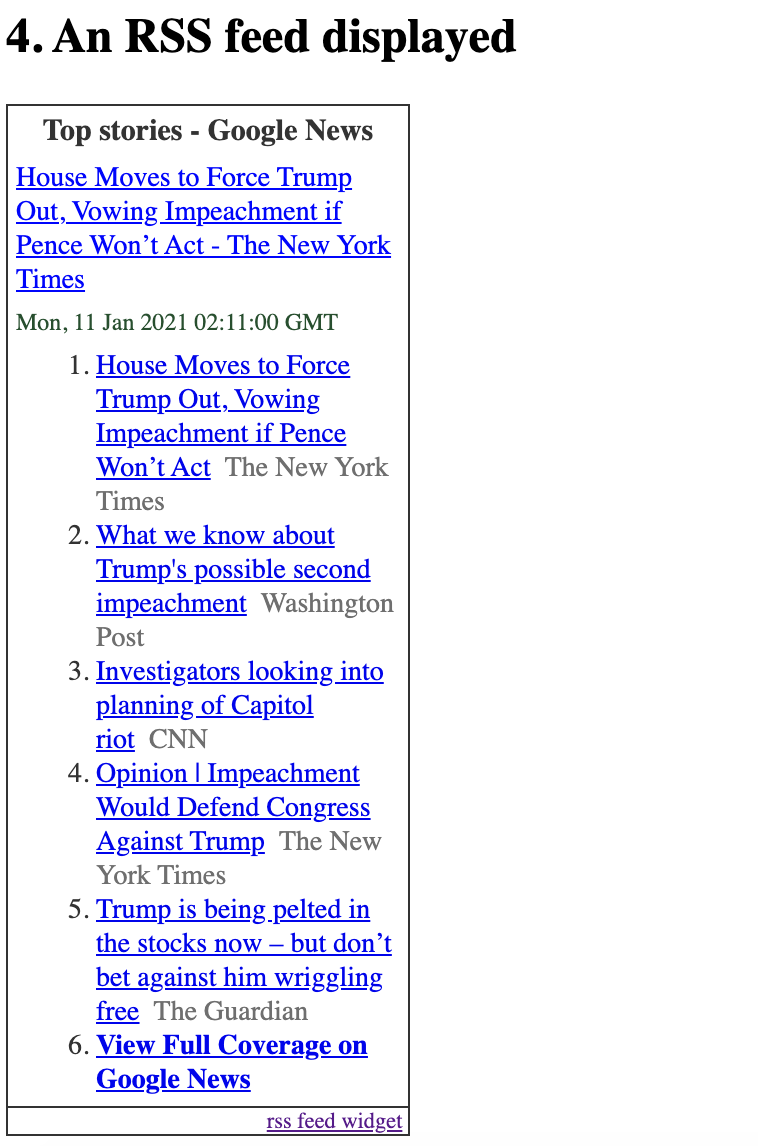 4. An RSS feed displayed
Top stories - Google News
House Moves to Force Trump
Out, Vowing Impeachment if
Pence Won’t Act - The New York
Times
Mon, 11 Jan 2021 02:11:00 GMT
1. House Moves to Force
Trump Out, Vowing
Impeachment if Pence
Won’t Act  The New York
Times
2. What we know about
Trump's possible second
impeachment  Washington
Post
3. Investigators looking into
planning of Capitol
riot  CNN
4. Opinion | Impeachment
Would Defend Congress
Against Trump  The New
York Times
5. Trump is being pelted in
the stocks now – but don’t
bet against him wriggling
free  The Guardian
6. View Full Coverage on
Google News
rss feed widget